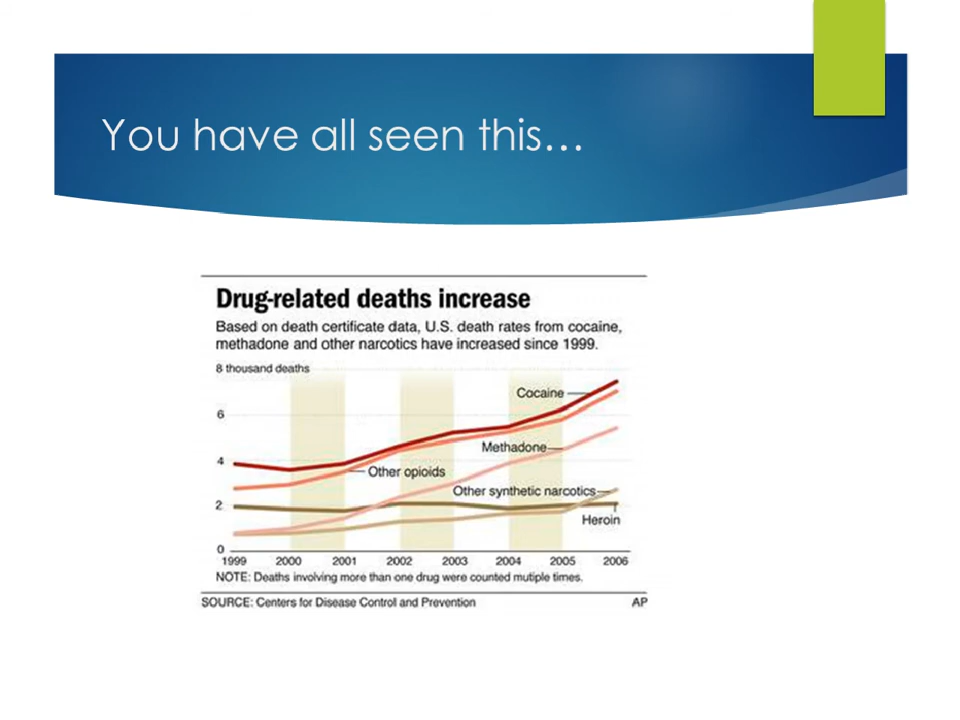 You have all seen this…
Drug-related deaths increase
Based on death certificate data, U.S. death rates from cocaine,
methadone and other narcotics have increased since 1999.
8 thousand deaths
Cocaine
6
Methadone
4
Other opioids
Other synthetic narcotics
2
Heroin
0
1999 2000 2001 2002 2003 2004 2005 2006
NOTE: Deaths involving more than one drug were counted mutiple times.
SOURCE: Centers for Disease Control and Prevention AP